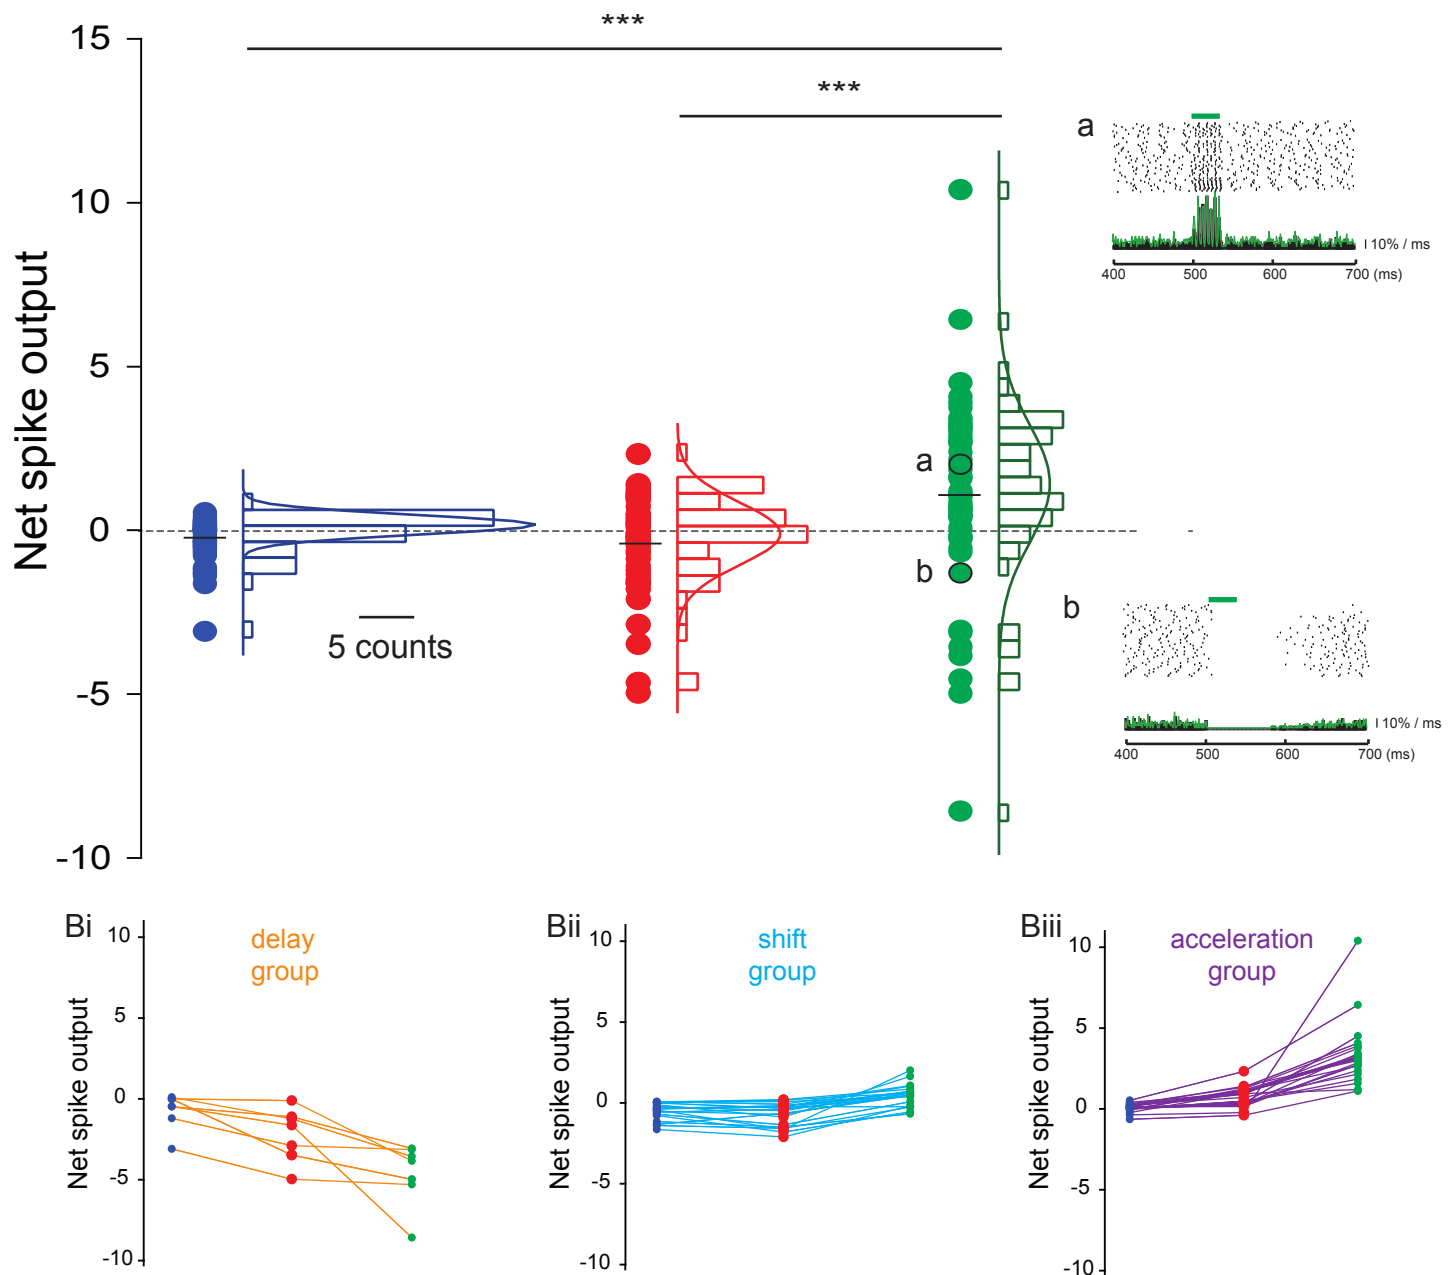 ***
***
15
10
5
0
-5
-10
Net spike output
5 counts
a
b
a
10% / ms
400 500 600 700 (ms)
b
10% / ms
400 500 600 700 (ms)
Bi
delay
group
Net spike output
10
5
0
-5
-10
Bii
shift
group
Net spike output
10
5
0
-5
-10
Biii
acceleration
group
Net spike output
10
5
0
-5
-10